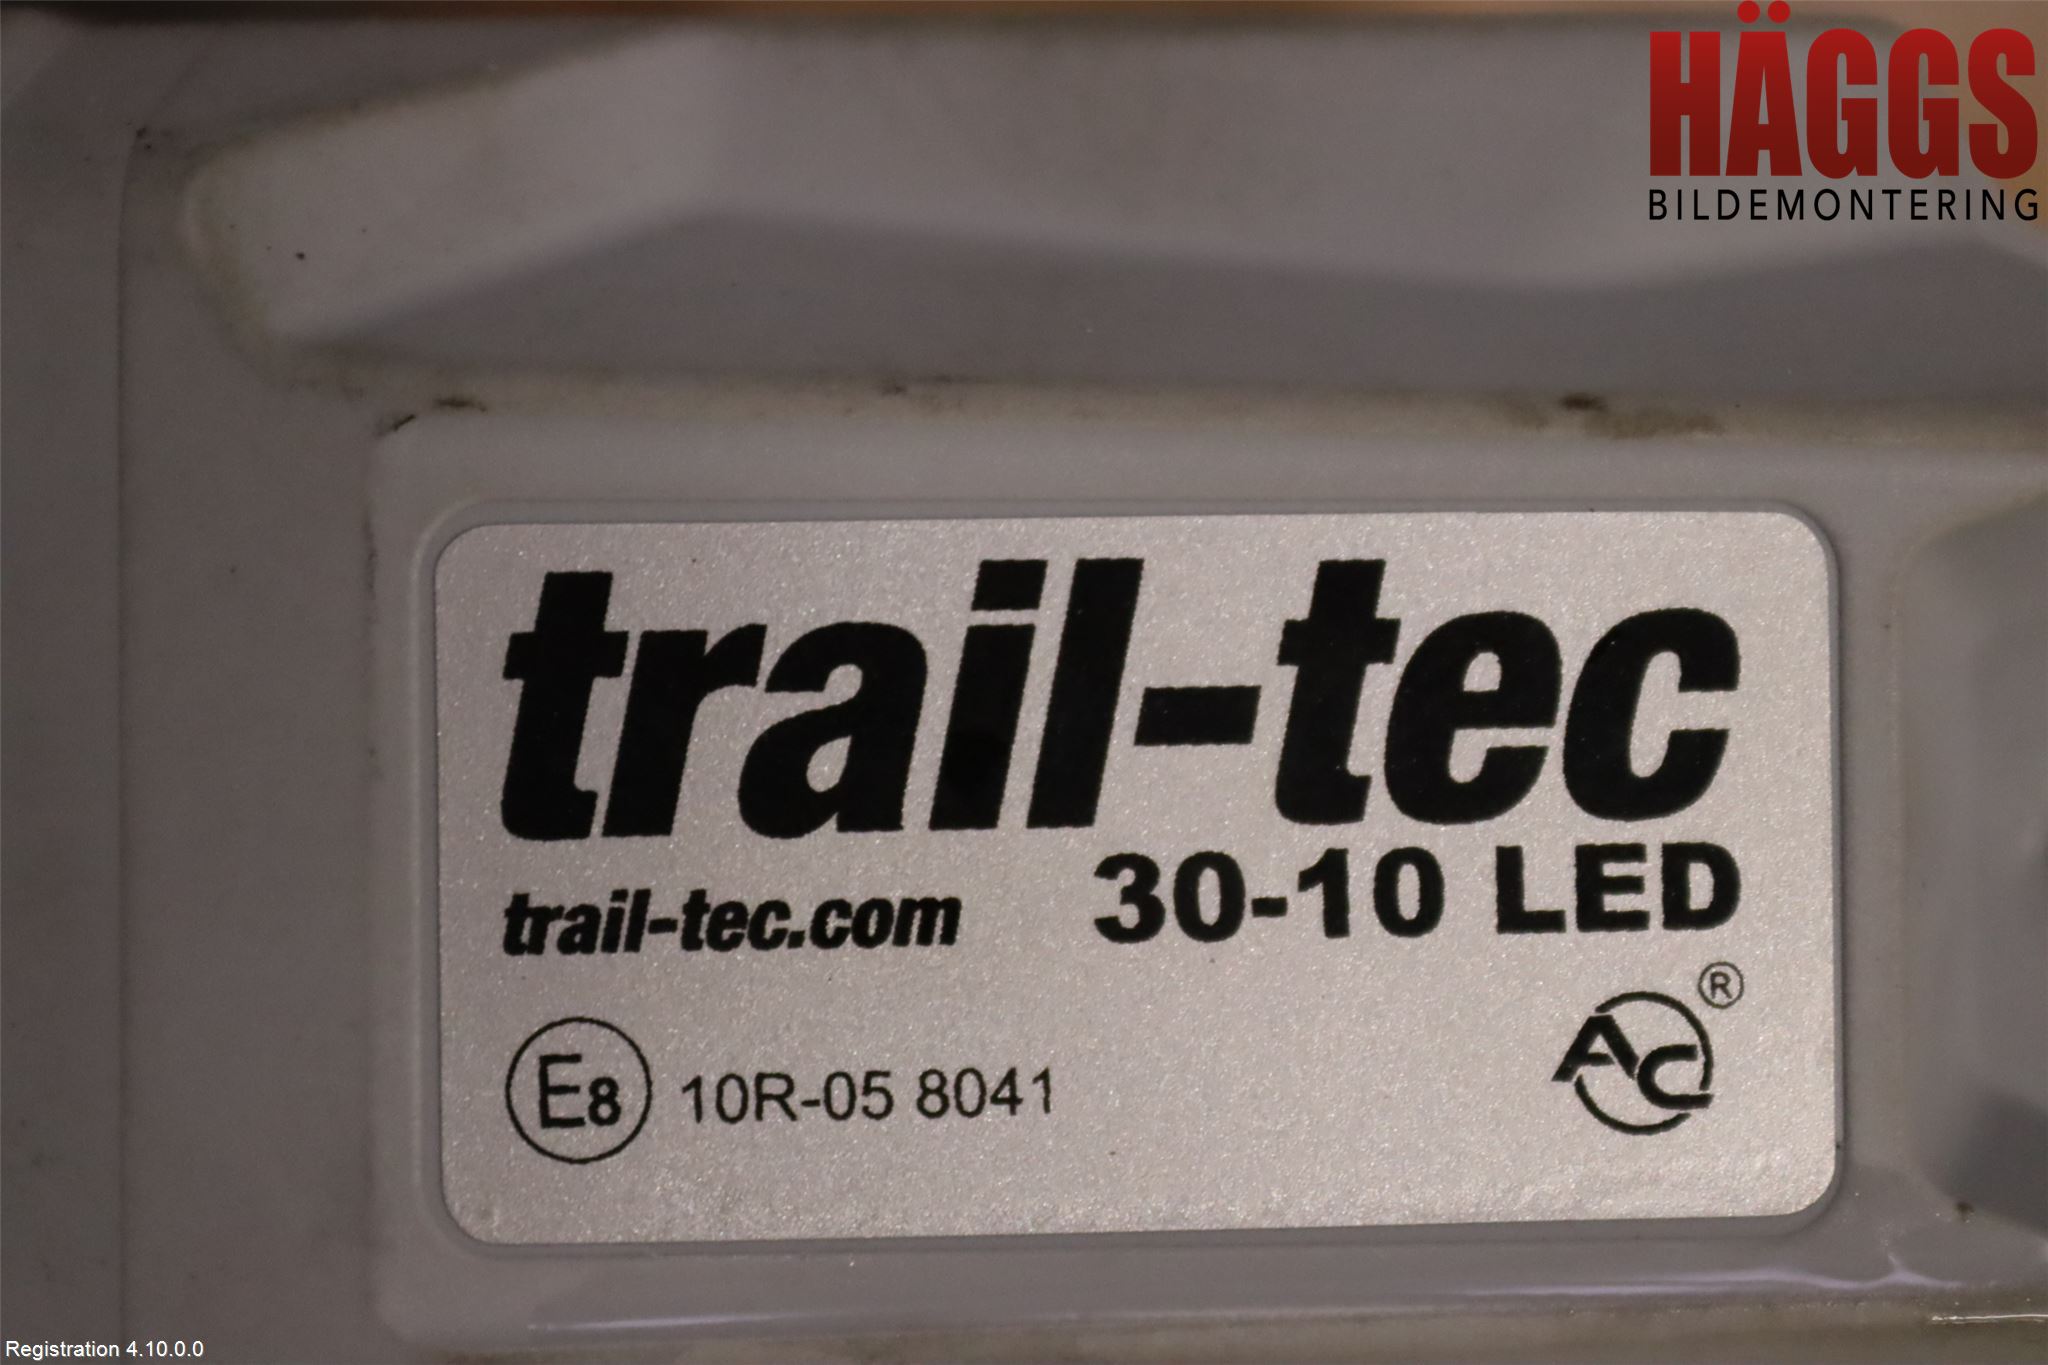 HÄGGS
BILDEMONTERING
trail-tec
trail-tec.com 30-10 LED
E8 10R-05 8041
AC ®
Registration 4.10.0.0